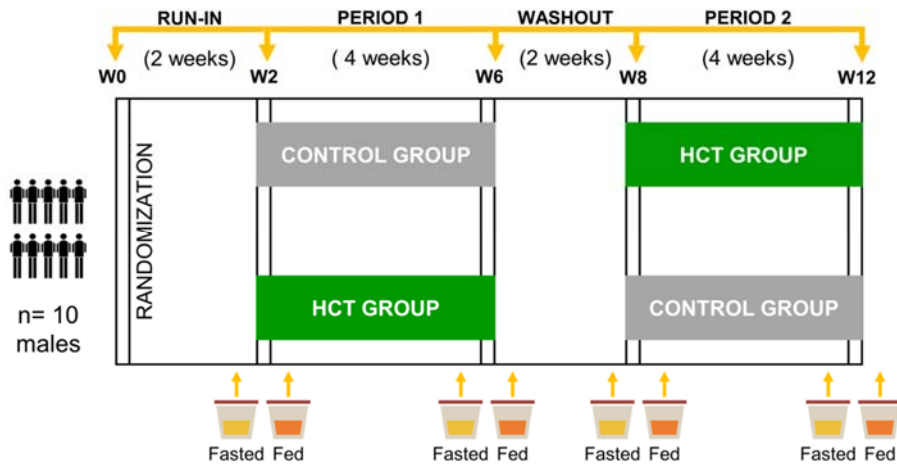 RUN-IN PERIOD 1 WASHOUT PERIOD 2
(2 weeks) ( 4 weeks) (2 weeks) (4 weeks)
W0 W2 W6 W8 W12
RANDOMIZATION
CONTROL GROUP HCT GROUP
HCT GROUP CONTROL GROUP
n= 10
males
Fasted Fed Fasted Fed Fasted Fed Fasted Fed